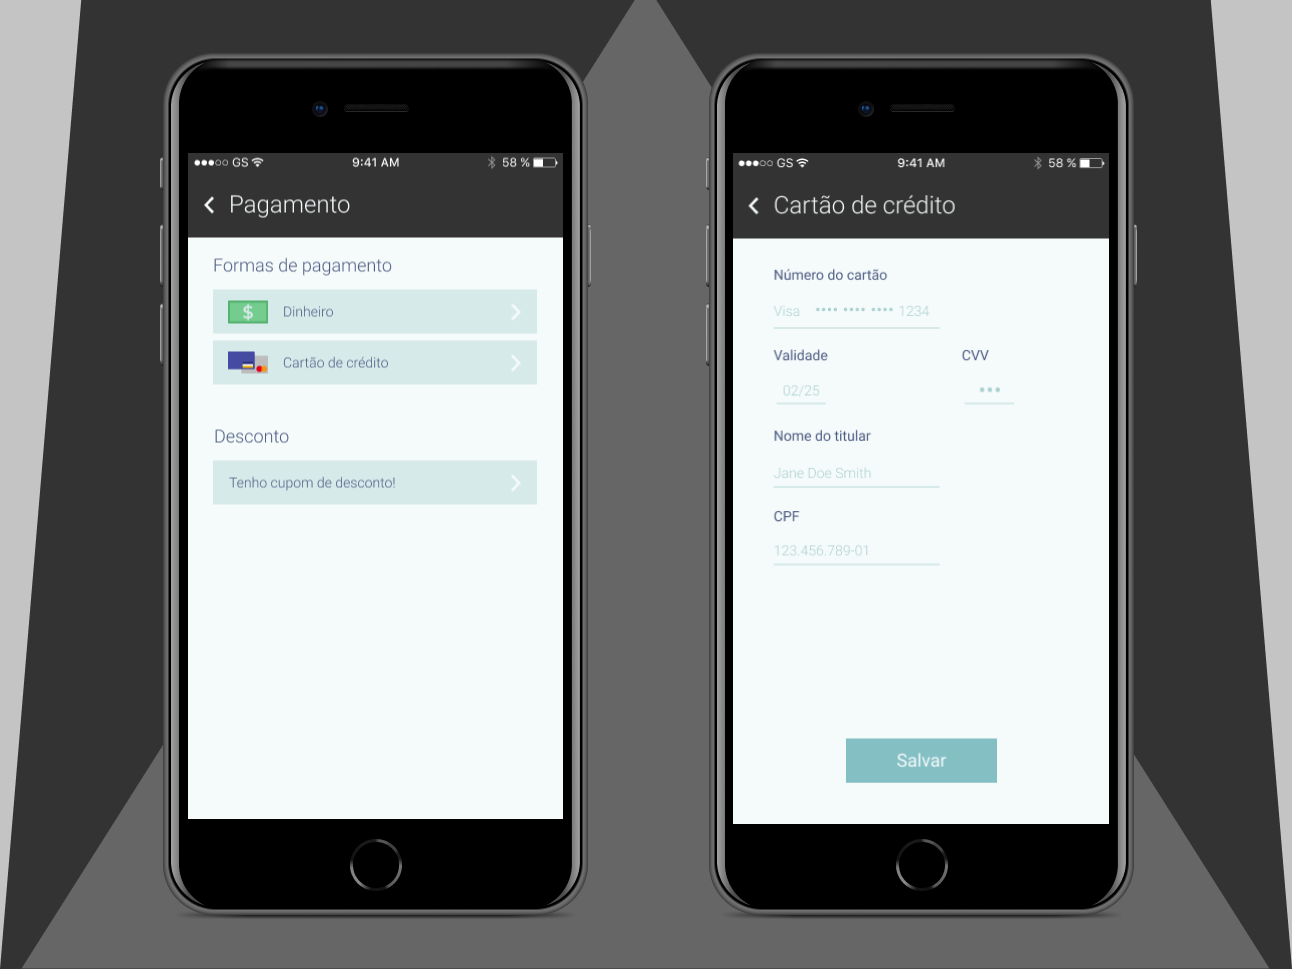 GS 9:41 AM 58 %
Pagamento
Formas de pagamento
$ Dinheiro
Cartão de crédito
Desconto
Tenho cupom de desconto!
GS 9:41 AM 58 %
Cartão de crédito
Número do cartão
Visa •••• •••• •••• 1234
Validade CVV
02/25 •••
Nome do titular
Jane Doe Smith
CPF
123.456.789-01
Salvar